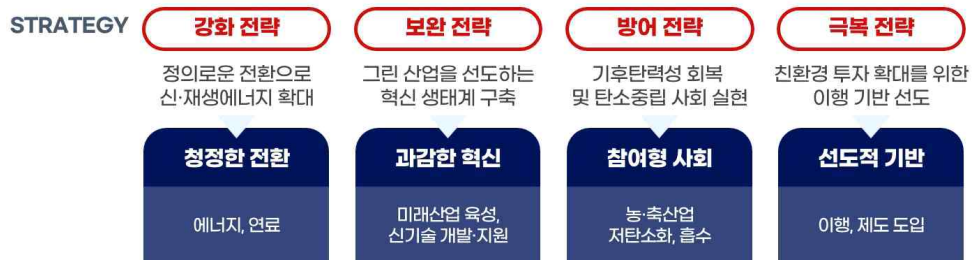 STRATEGY
강화 전략
보완 전략
방어 전략
극복 전략
정의로운 전환으로
신·재생에너지 확대
그린 산업을 선도하는
혁신 생태계 구축
기후탄력성 회복
및 탄소중립 사회 실현
친환경 투자 확대를 위한
이행 기반 선도
청정한 전환
과감한 혁신
참여형 사회
선도적 기반
에너지, 연료
미래산업 육성,
신기술 개발·지원
농·축산업
저탄소화, 흡수
이행, 제도 도입